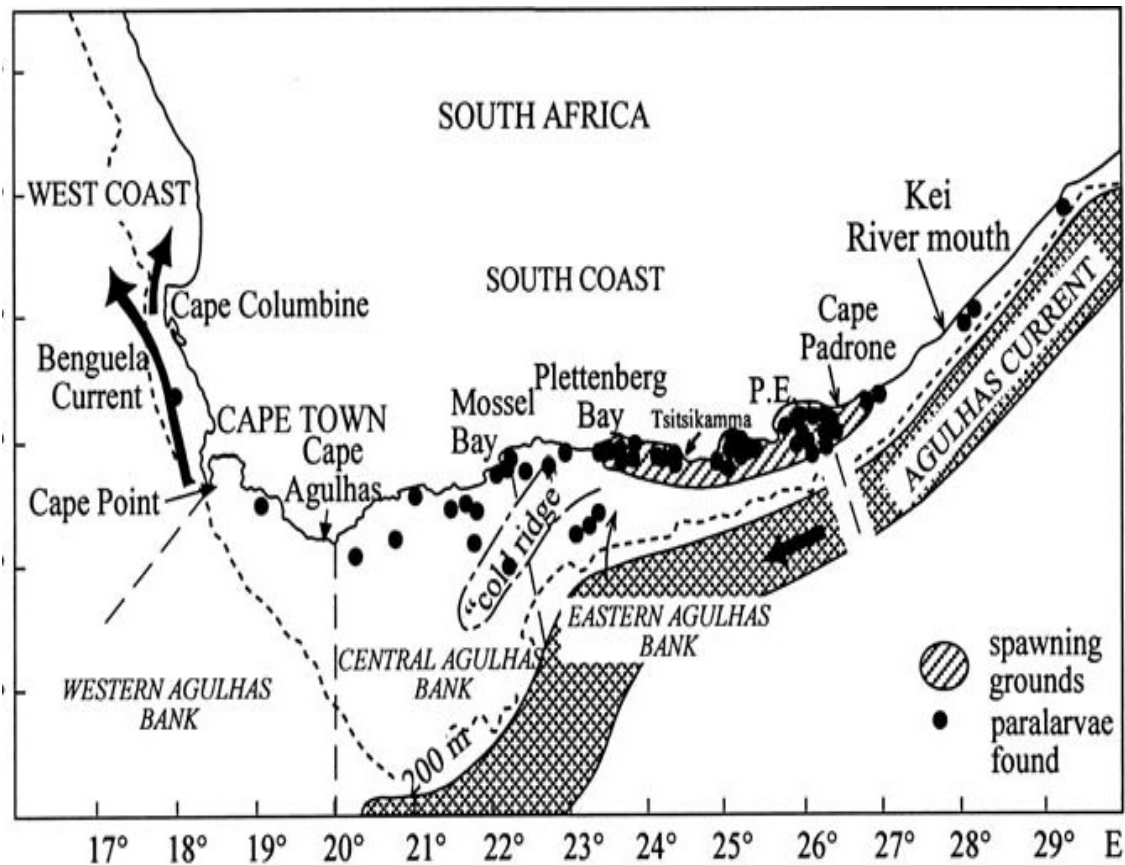 SOUTH AFRICA
WEST COAST
Kei
River mouth
SOUTH COAST
Cape Columbine
Cape
Padrone
AGULHAS CURRENT
Benguela
Current
Plettenberg
Bay
P.E.
Mossel
Bay
Tsitsikamma
CAPE TOWN
Cape
Agulhas
Cape Point
"cold ridge"
EASTERN AGULHAS
BANK
CENTRAL AGULHAS
BANK
WESTERN AGULHAS
BANK
200 m
spawning
grounds
paralarvae
found
17° 18° 19° 20° 21° 22° 23° 24° 25° 26° 27° 28° 29° E